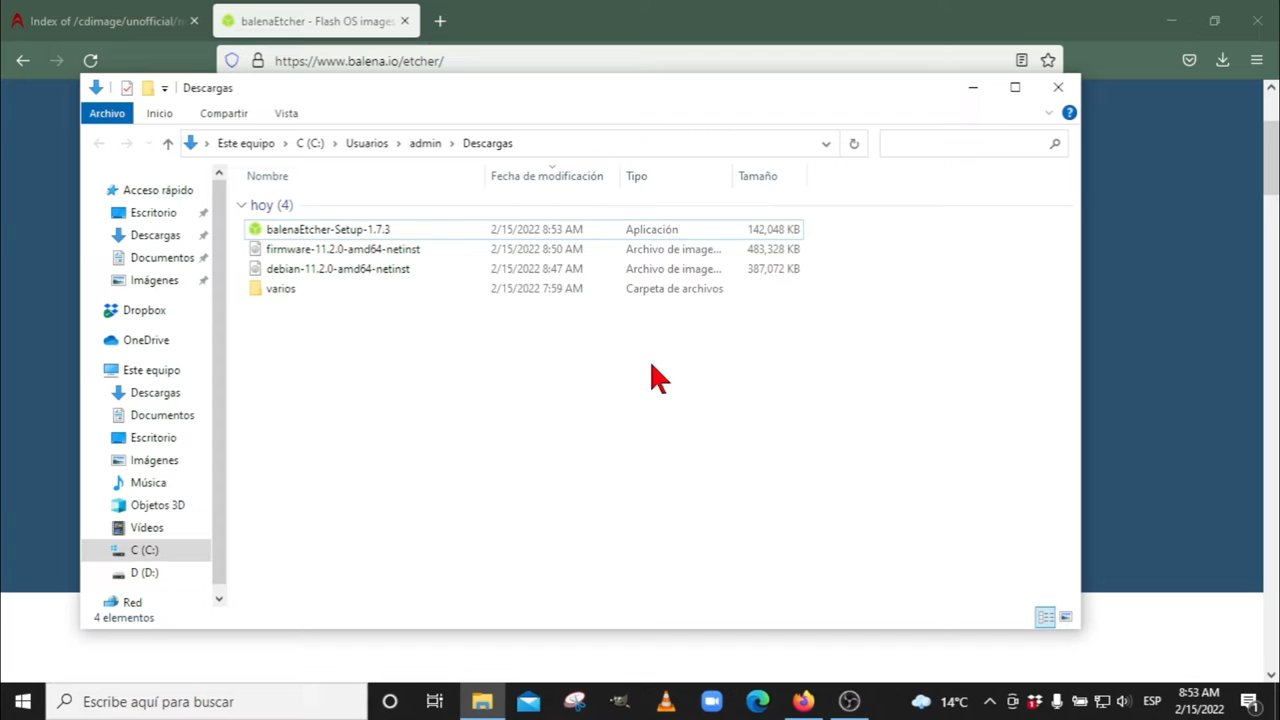 Index of /cdimage/unofficial/n
balenaEtcher - Flash OS images
https://www.balena.io/etcher/
Descargas
Archivo Inicio Compartir Vista
Este equipo C (C:) Usuarios admin Descargas
Nombre Fecha de modificación Tipo Tamaño
hoy (4)
balenaEtcher-Setup-1.7.3 2/15/2022 8:53 AM Aplicación 142,048 KB
firmware-11.2.0-amd64-netinst 2/15/2022 8:50 AM Archivo de image... 483,328 KB
debian-11.2.0-amd64-netinst 2/15/2022 8:47 AM Archivo de image... 387,072 KB
varios 2/15/2022 7:59 AM Carpeta de archivos
Acceso rápido
Escritorio
Descargas
Documentos
Imágenes
Dropbox
OneDrive
Este equipo
Descargas
Documentos
Escritorio
Imágenes
Música
Objetos 3D
Vídeos
C (C:)
D (D:)
Red
4 elementos
Escribe aquí para buscar
14°C
ESP
8:53 AM
2/15/2022
1